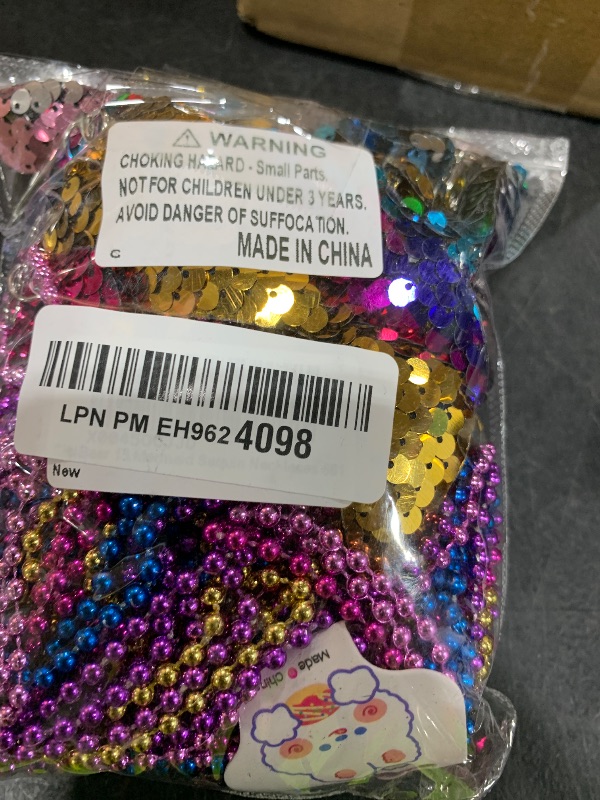 ⚠ WARNING
CHOKING HAZARD - Small Parts.
NOT FOR CHILDREN UNDER 3 YEARS.
AVOID DANGER OF SUFFOCATION.
C
MADE IN CHINA
LPN PM EH962 4098
New
Made